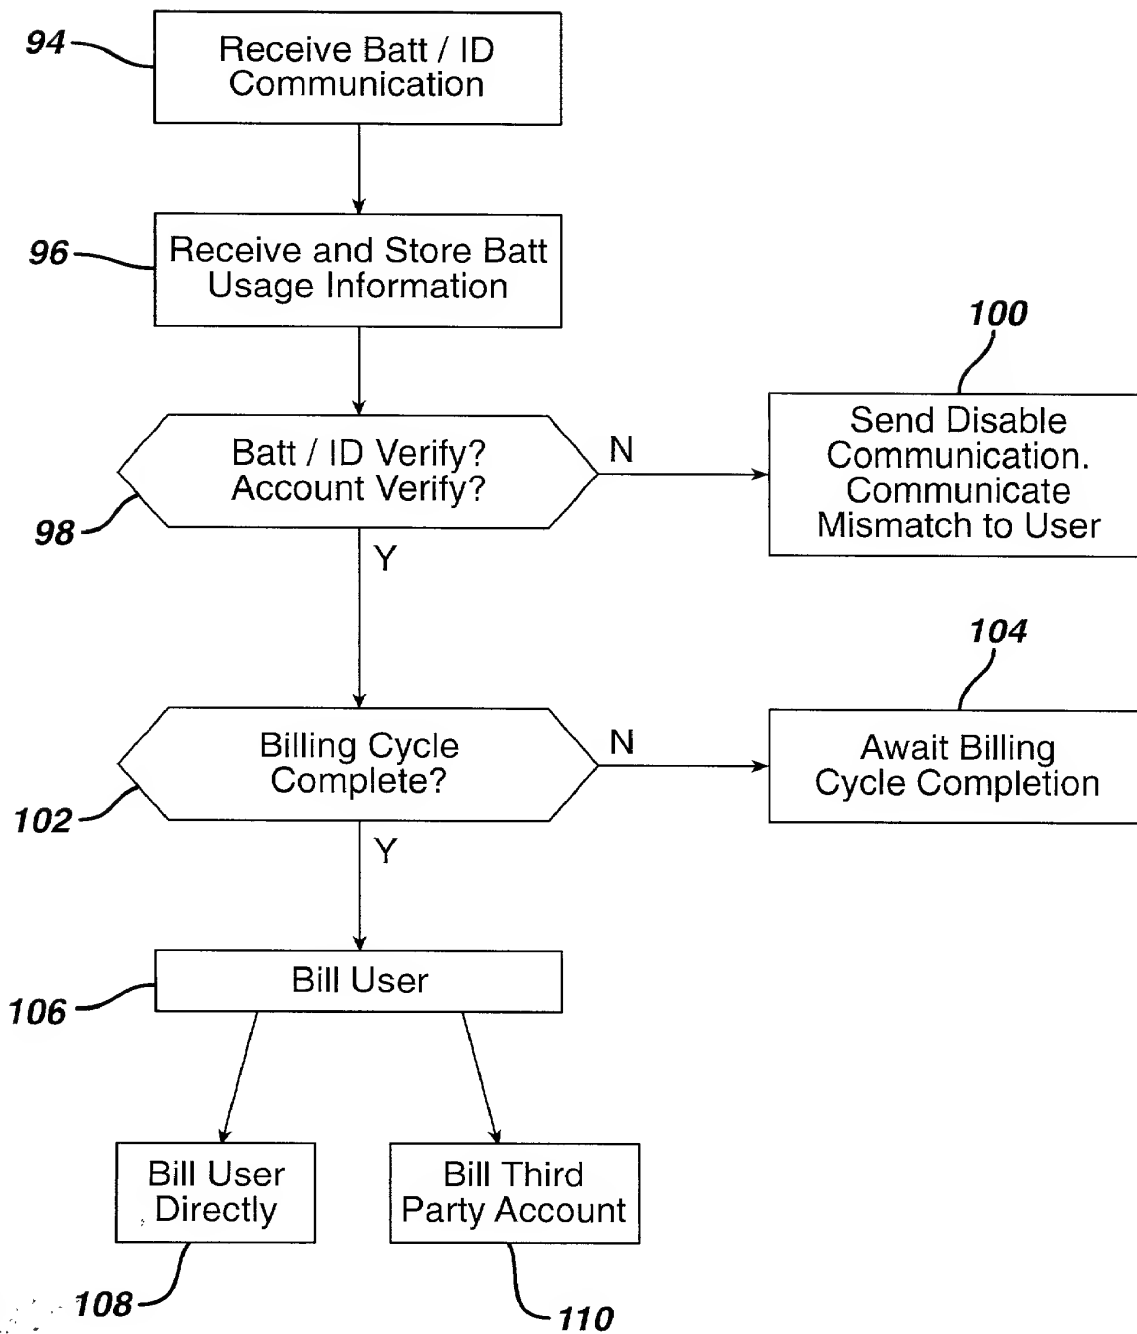 94
Receive Batt / ID
Communication
96
Receive and Store Batt
Usage Information
100
Send Disable
Communication.
Communicate
Mismatch to User
Batt / ID Verify?
Account Verify?
N
98
Y
104
Await Billing
Cycle Completion
Billing Cycle
Complete?
N
102
Y
Bill User
106
Bill User
Directly
Bill Third
Party Account
108
110